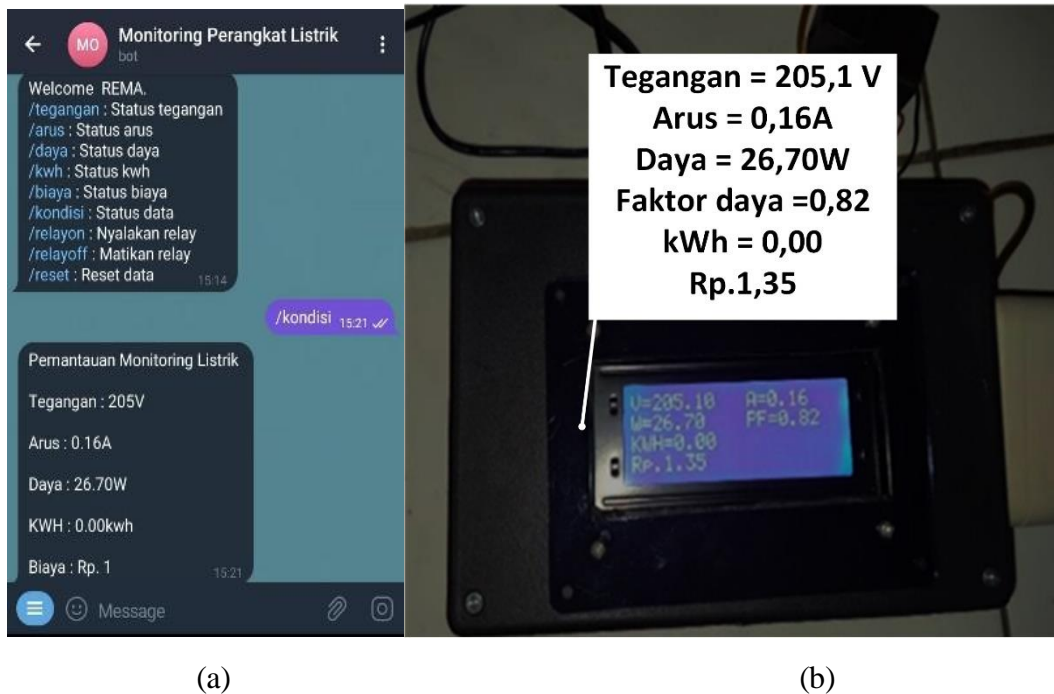 MO
Monitoring Perangkat Listrik
bot
Welcome REMA.
/tegangan : Status tegangan
/arus : Status arus
/daya : Status daya
/kwh : Status kwh
/biaya : Status biaya
/kondisi : Status data
/relayon : Nyalakan relay
/relayoff : Matikan relay
/reset : Reset data
15:14
/kondisi 15:21
Pemantauan Monitoring Listrik
Tegangan : 205V
Arus : 0.16A
Daya : 26.70W
KWH : 0.00kwh
Biaya : Rp. 1
15:21
Message
Tegangan = 205,1 V
Arus = 0,16A
Daya = 26,70W
Faktor daya =0,82
kWh = 0,00
Rp.1,35
V=205.10 A=0.16
W=26.70 PF=0.82
KWH=0.00
Rp.1.35
(a)
(b)